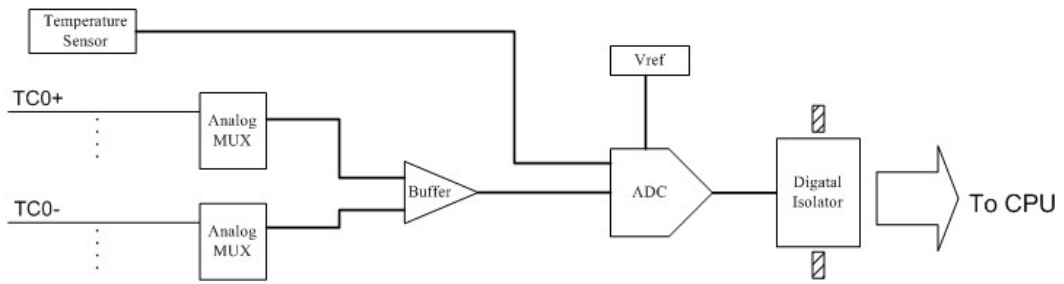 Temperature
Sensor
Vref
TC0+
Analog
MUX
Buffer
ADC
Digatal
Isolator
To CPU
TC0-
Analog
MUX